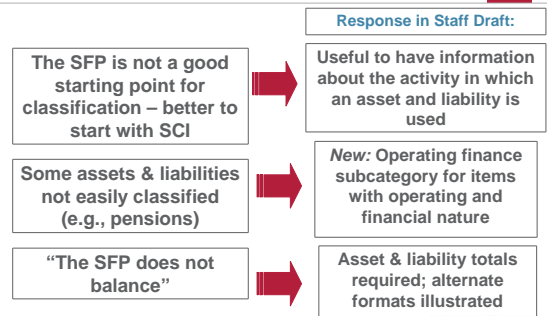 Response in Staff Draft:
The SFP is not a good
starting point for
classification – better to
start with SCI
Useful to have information
about the activity in which
an asset and liability is
used
Some assets & liabilities
not easily classified
(e.g., pensions)
New: Operating finance
subcategory for items
with operating and
financial nature
“The SFP does not
balance”
Asset & liability totals
required; alternate
formats illustrated